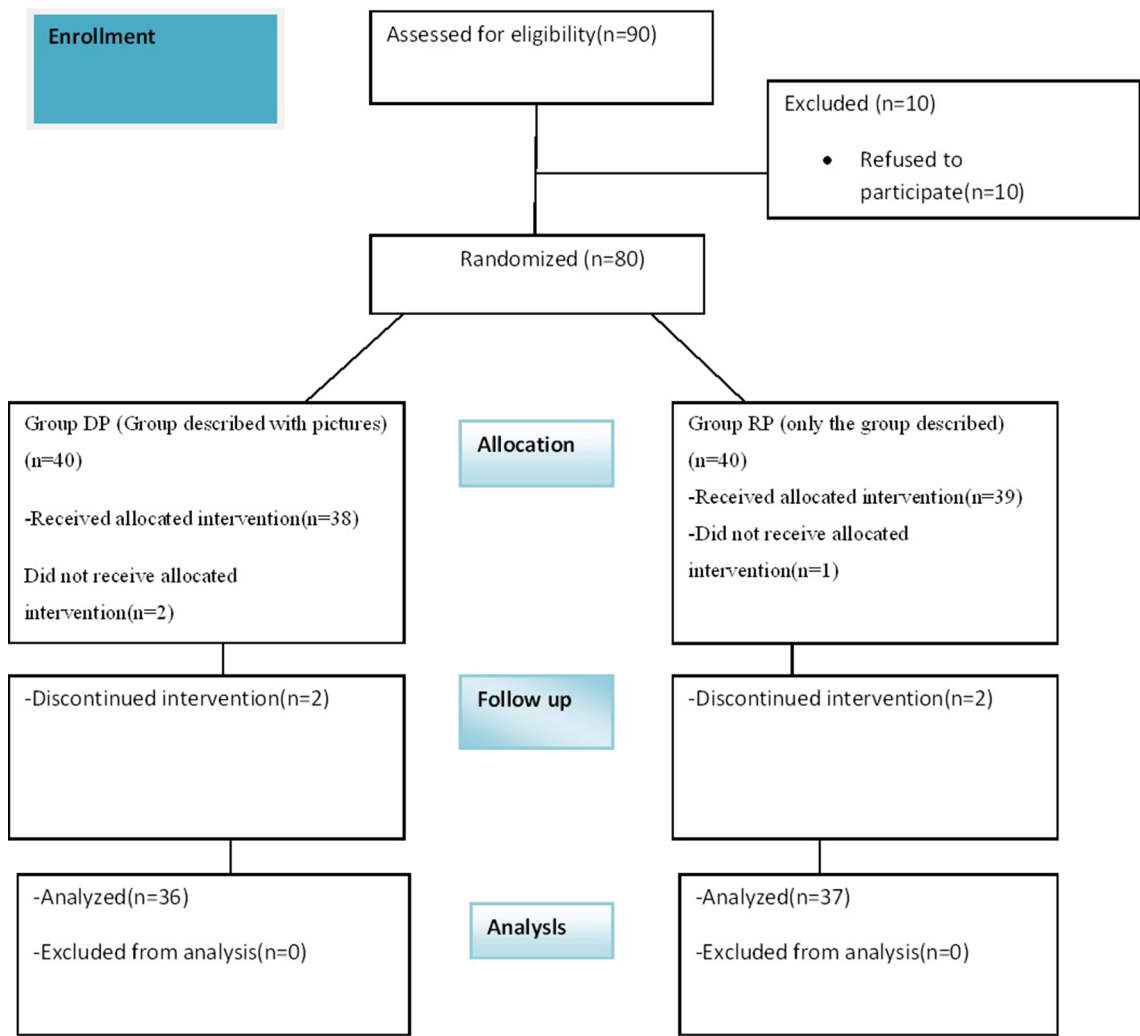 Enrollment
Assessed for eligibility(n=90)
Excluded (n=10)
• Refused to
participate(n=10)
Randomized (n=80)
Group DP (Group described with pictures)
(n=40)
-Received allocated intervention(n=38)
Did not receive allocated
intervention(n=2)
Allocation
Group RP (only the group described)
(n=40)
-Received allocated intervention(n=39)
-Did not receive allocated
intervention(n=1)
-Discontinued intervention(n=2)
Follow up
-Discontinued intervention(n=2)
-Analyzed(n=36)
-Excluded from analysis(n=0)
Analysls
-Analyzed(n=37)
-Excluded from analysis(n=0)